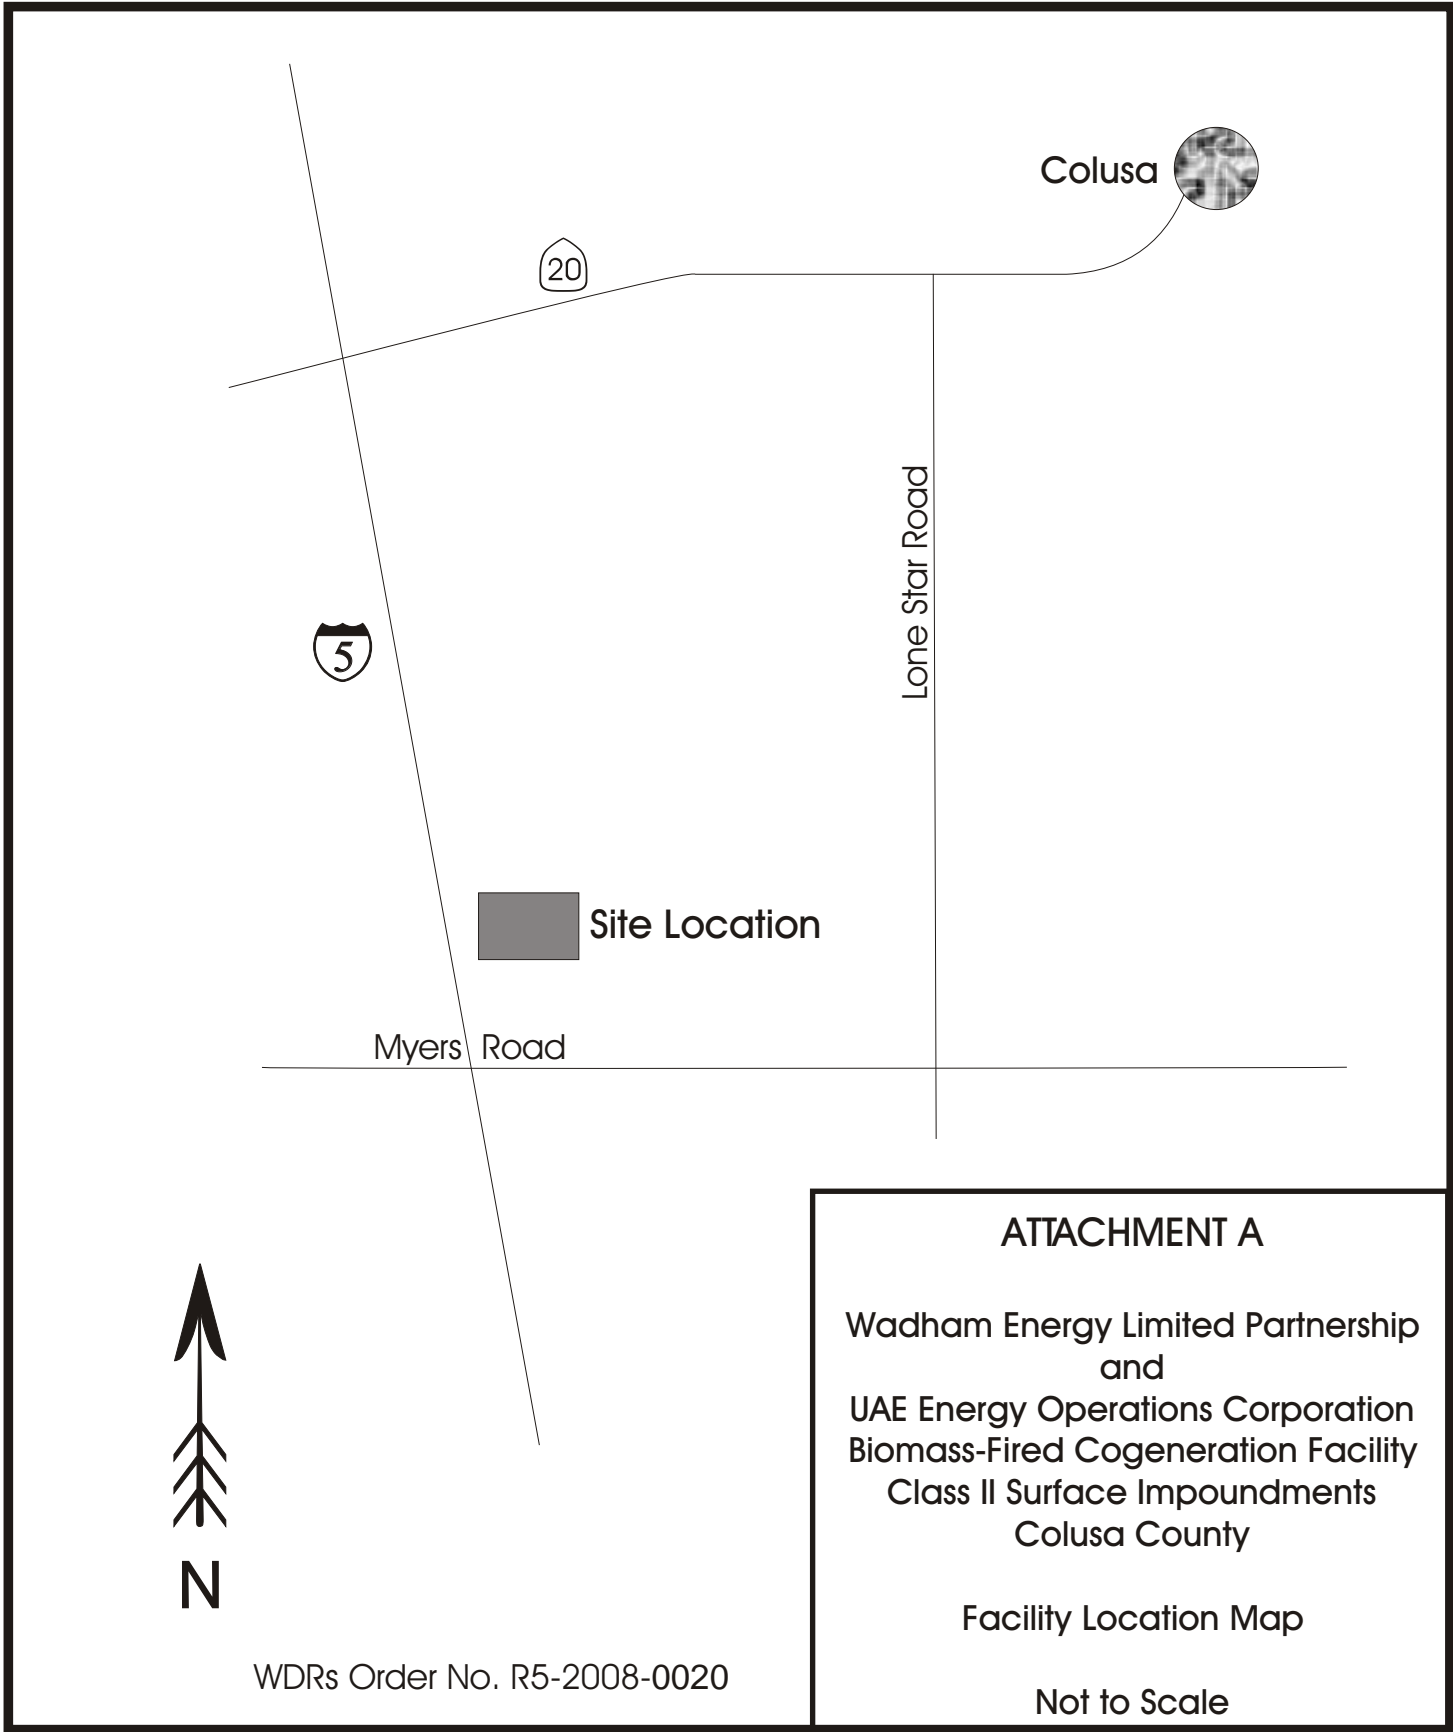 Colusa
20
Lone Star Road
5
Site Location
Myers Road
ATTACHMENT A
Wadham Energy Limited Partnership
and
UAE Energy Operations Corporation
Biomass-Fired Cogeneration Facility
Class II Surface Impoundments
Colusa County
Facility Location Map
Not to Scale
N
WDRs Order No. R5-2008-0020